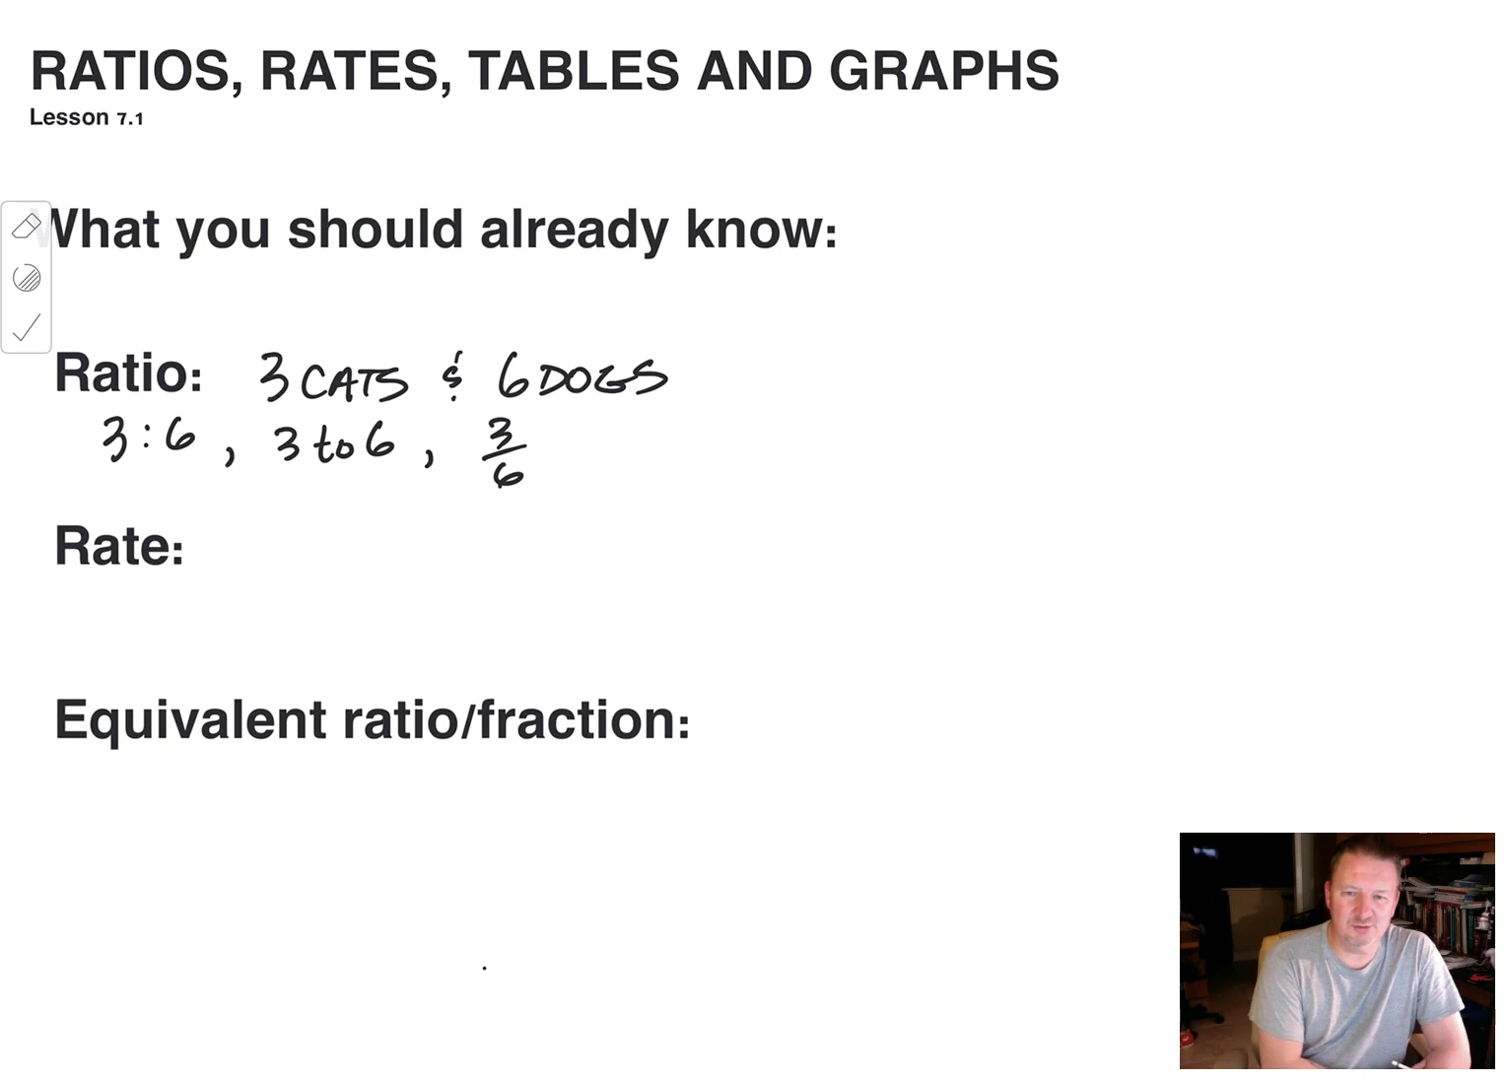 RATIOS, RATES, TABLES AND GRAPHS
Lesson 7.1
What you should already know:
Ratio: 3 CATS & 6 DOGS
3:6 , 3 to 6 , 3/6
Rate:
Equivalent ratio/fraction: